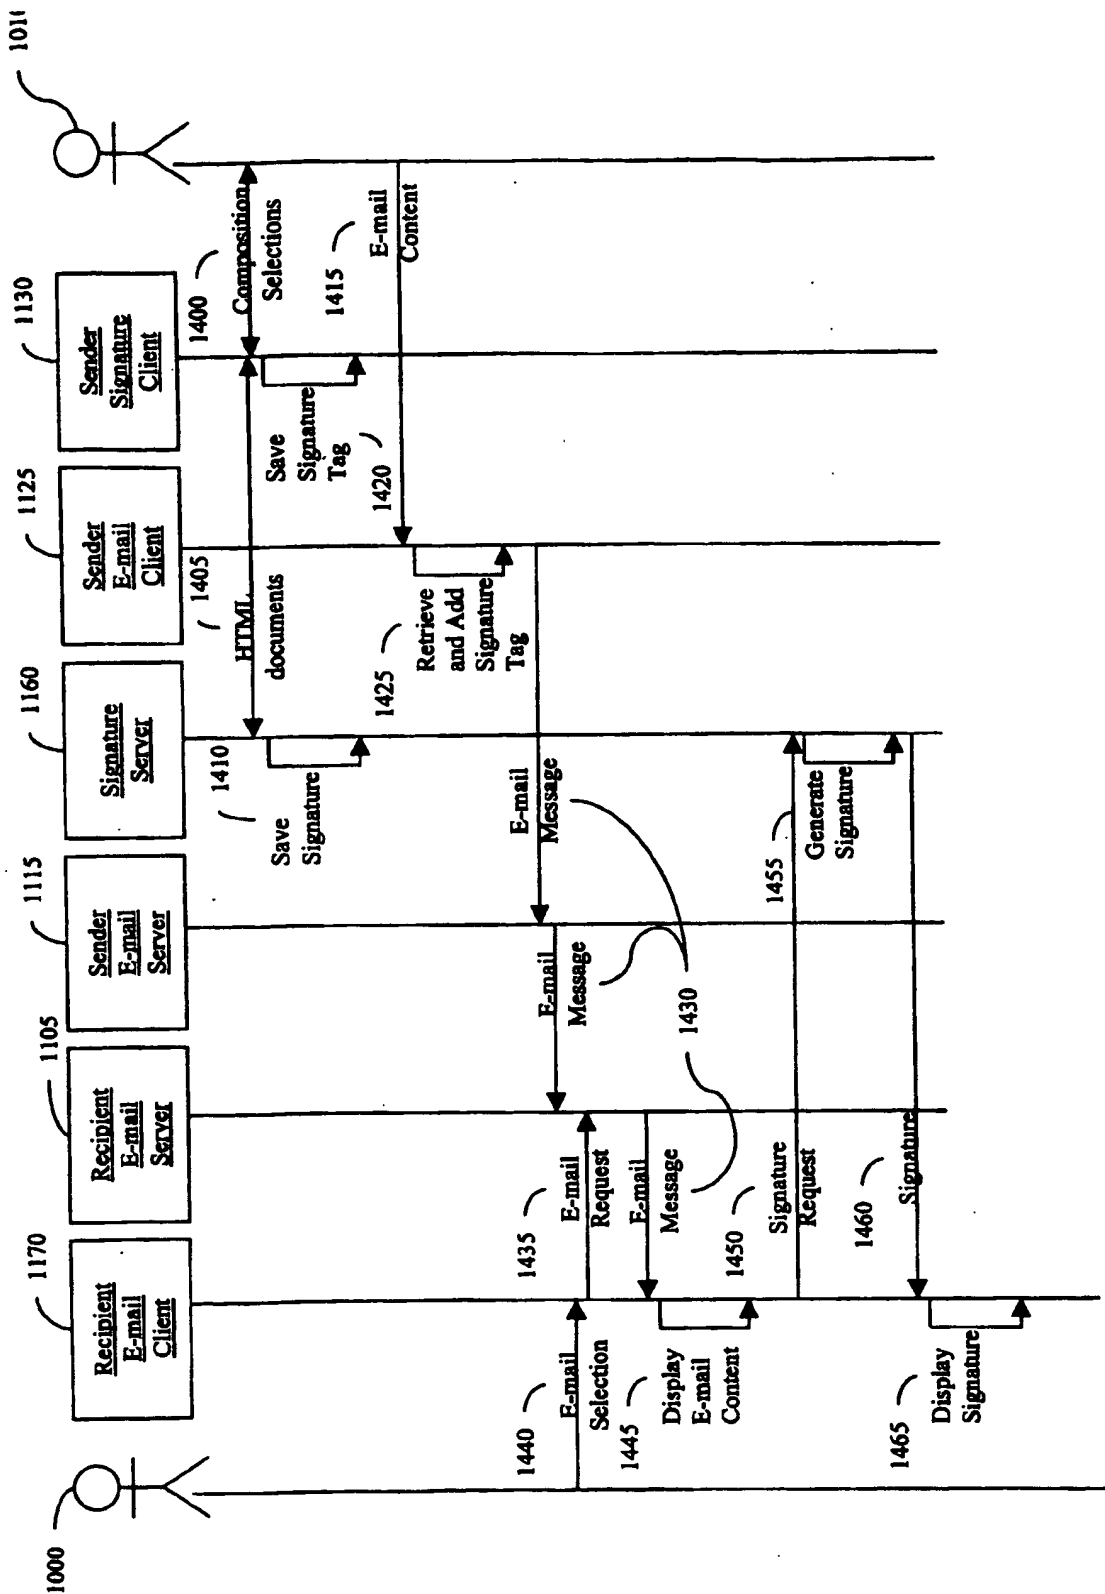 1000
1170
1105
1115
1160
1125
1130
Recipient
E-mail
Client
Recipient
E-mail
Server
Sender
E-mail
Server
Signature
Server
Sender
E-mail
Client
Sender
Signature
Client
1400
Composition
Selections
1405
HTML
documents
1410
Save
Signature
Save
Signature
Tag
1415
E-mail
Content
1420
1425
Retrieve
and Add
Signature
Tag
E-mail
Message
E-mail
Message
1430
1435
E-mail
Request
1440
E-mail
Selection
E-mail
Message
1445
Display
E-mail
Content
1450
Signature
Request
1455
Generate
Signature
1460
Signature
1465
Display
Signature